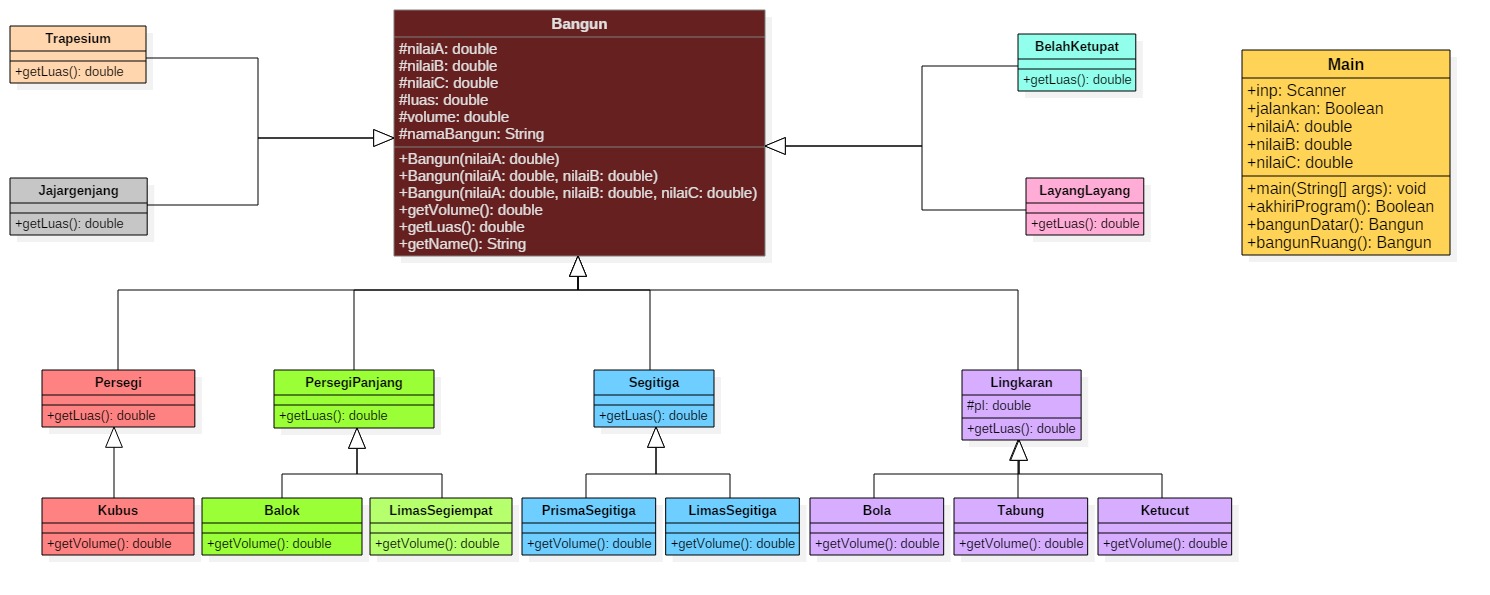 Trapesium
+getLuas(): double
Jajargenjang
+getLuas(): double
Bangun
#nilaiA: double
#nilaiB: double
#nilaiC: double
#luas: double
#volume: double
#namaBangun: String
+Bangun(nilaiA: double)
+Bangun(nilaiA: double, nilaiB: double)
+Bangun(nilaiA: double, nilaiB: double, nilaiC: double)
+getVolume(): double
+getLuas(): double
+getName(): String
BelahKetupat
+getLuas(): double
LayangLayang
+getLuas(): double
Main
+inp: Scanner
+jalankan: Boolean
+nilaiA: double
+nilaiB: double
+nilaiC: double
+main(String[] args): void
+akhiriProgram(): Boolean
+bangunDatar(): Bangun
+bangunRuang(): Bangun
Persegi
+getLuas(): double
PersegiPanjang
+getLuas(): double
Segitiga
+getLuas(): double
Lingkaran
#pI: double
+getLuas(): double
Kubus
+getVolume(): double
Balok
+getVolume(): double
LimasSegiempat
+getVolume(): double
PrismaSegitiga
+getVolume(): double
LimasSegitiga
+getVolume(): double
Bola
+getVolume(): double
Tabung
+getVolume(): double
Ketucut
+getVolume(): double